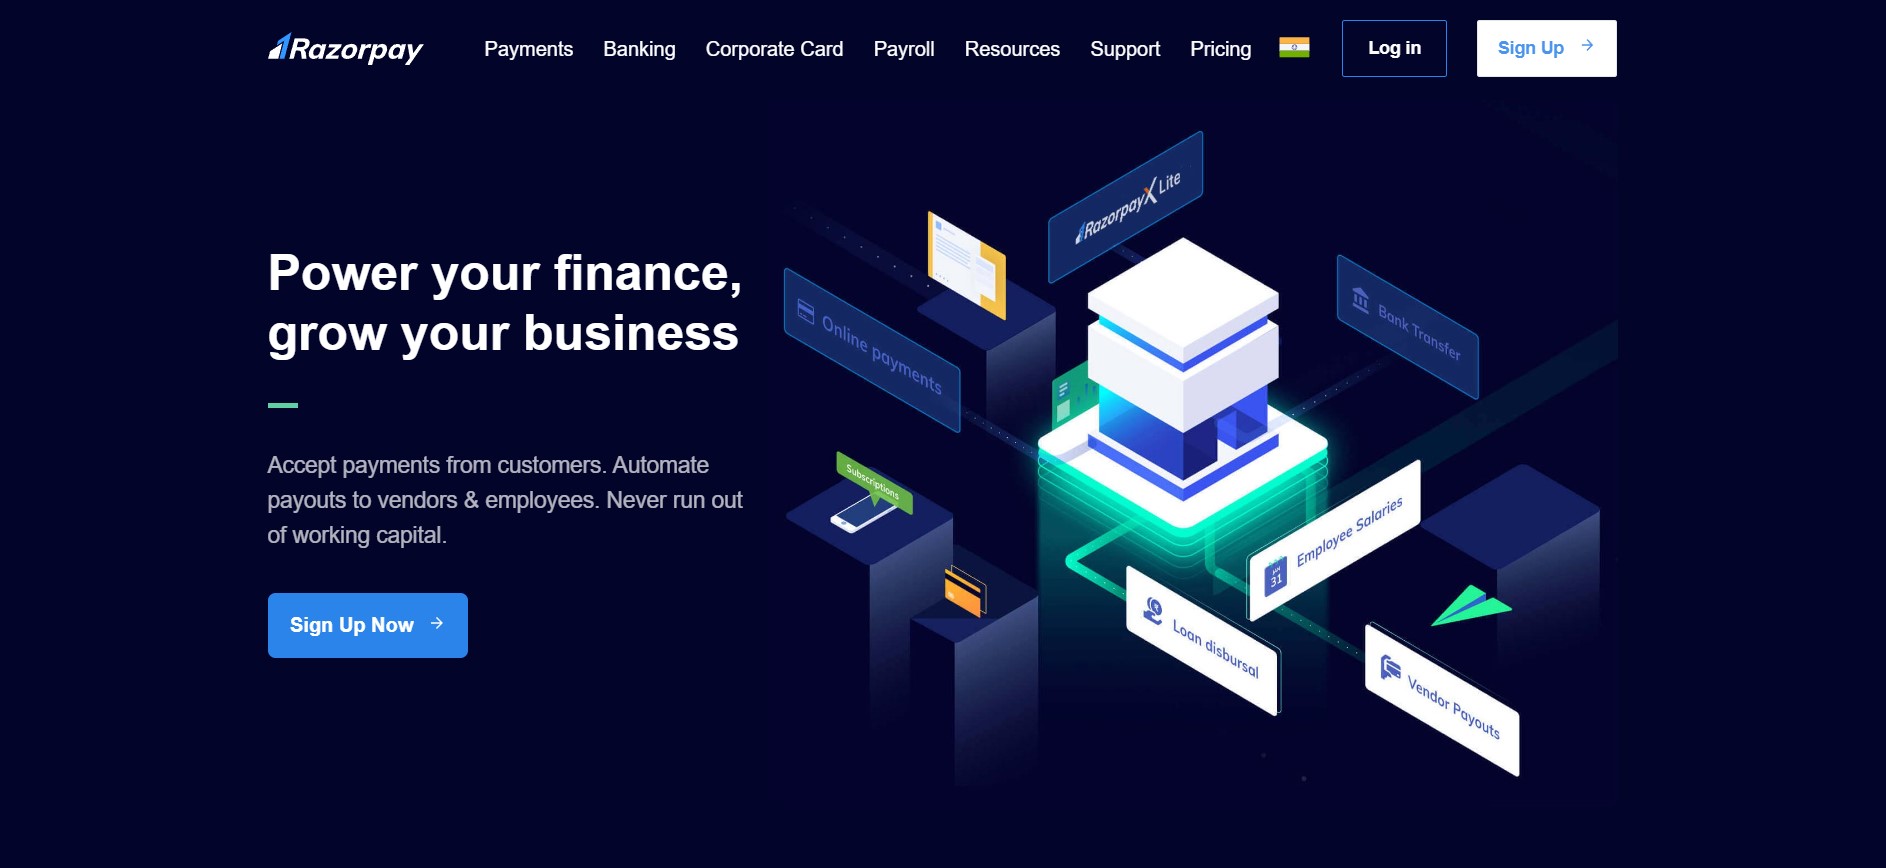 Razorpay
Payments
Banking
Corporate Card
Payroll
Resources
Support
Pricing
Log in
Sign Up
Power your finance,
grow your business
Accept payments from customers. Automate
payouts to vendors & employees. Never run out
of working capital.
Sign Up Now
RazorpayX Lite
Online payments
Bank Transfer
Subscriptions
Employee Salaries
JAN
31
Loan disbursal
Vendor Payouts